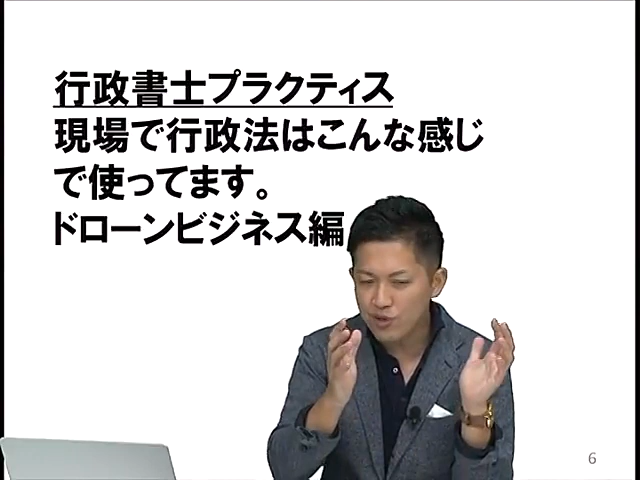 行政書士プラクティス
現場で行政法はこんな感じ
で使ってます。
ドローンビジネス編
6